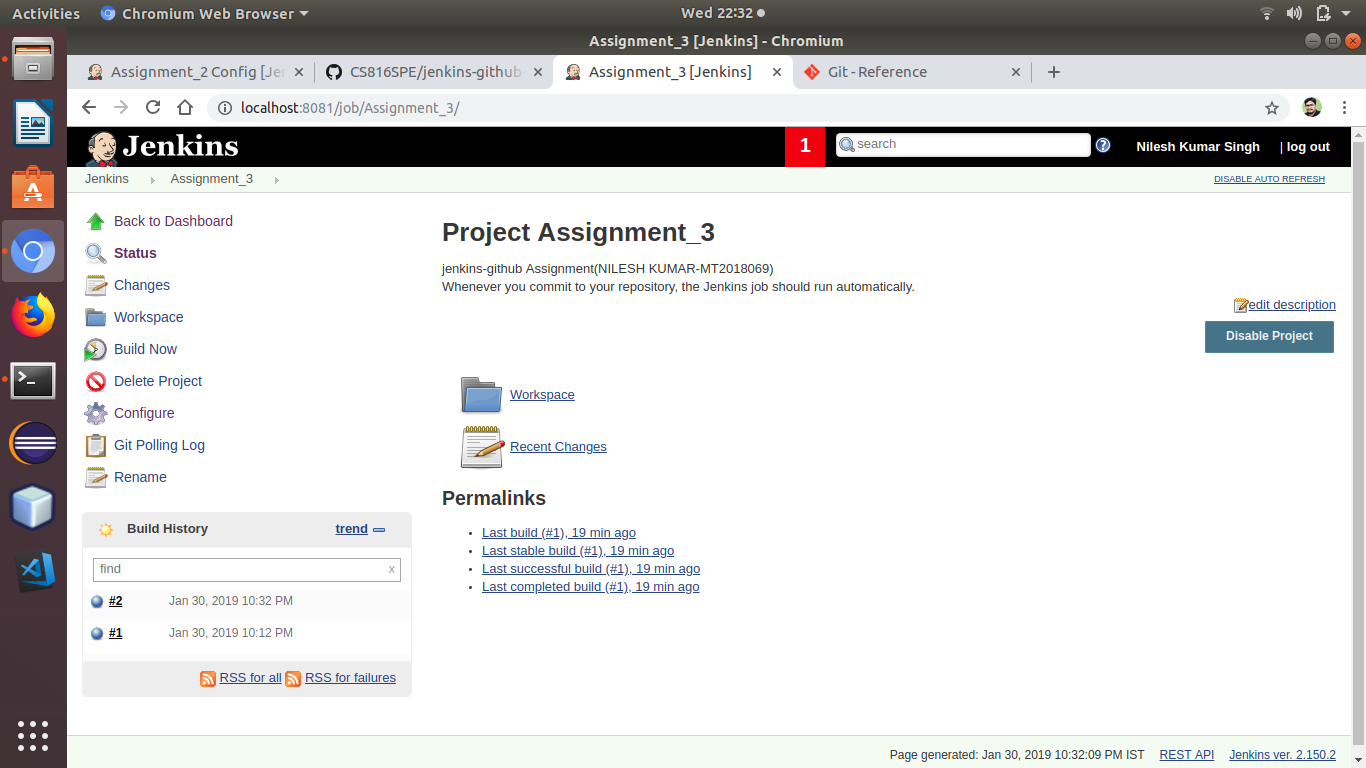 Activities Chromium Web Browser Wed 22:32
Assignment_3 [Jenkins] - Chromium
Assignment_2 Config [Jen CS816SPE/jenkins-github Assignment_3 [Jenkins] Git - Reference
localhost:8081/job/Assignment_3/
Jenkins 1 search ? Nilesh Kumar Singh | log out
Jenkins Assignment_3 DISABLE AUTO REFRESH
Back to Dashboard
Status
Changes
Workspace
Build Now
Delete Project
Configure
Git Polling Log
Rename
Build History trend
find x
#2 Jan 30, 2019 10:32 PM
#1 Jan 30, 2019 10:12 PM
RSS for all RSS for failures
Project Assignment_3
jenkins-github Assignment(NILESH KUMAR-MT2018069)
Whenever you commit to your repository, the Jenkins job should run automatically.
edit description
Disable Project
Workspace
Recent Changes
Permalinks
• Last build (#1), 19 min ago
• Last stable build (#1), 19 min ago
• Last successful build (#1), 19 min ago
• Last completed build (#1), 19 min ago
Page generated: Jan 30, 2019 10:32:09 PM IST REST API Jenkins ver. 2.150.2